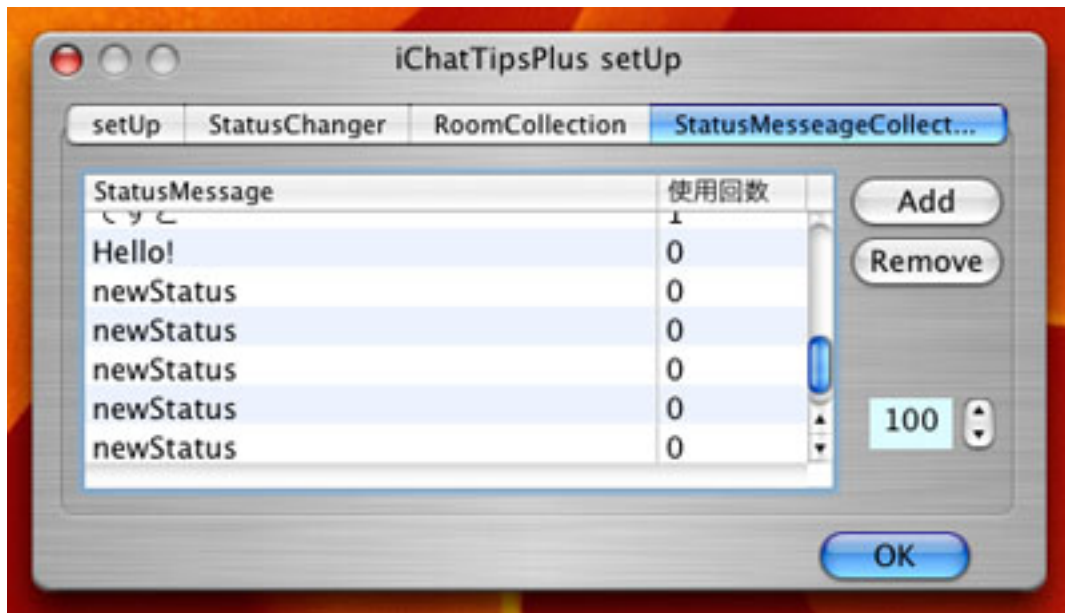 iChatTipsPlus setUp
setUp StatusChanger RoomCollection StatusMesseageCollect...
StatusMessage 使用回数
Add
Hello! 0
Remove
newStatus 0
newStatus 0
newStatus 0
newStatus 0
100
newStatus 0
OK